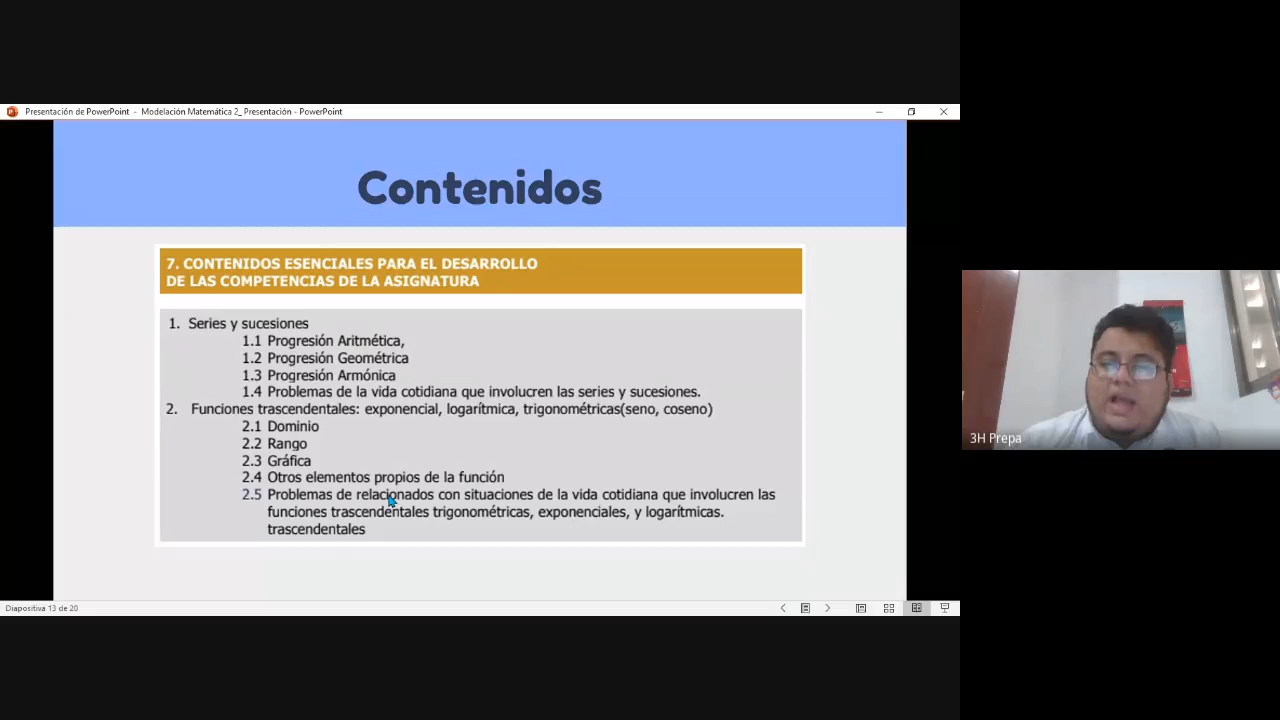 Presentación de PowerPoint - Modelación Matemática 2_ Presentación - PowerPoint
Contenidos
7. CONTENIDOS ESENCIALES PARA EL DESARROLLO
DE LAS COMPETENCIAS DE LA ASIGNATURA
1. Series y sucesiones
1.1 Progresión Aritmética,
1.2 Progresión Geométrica
1.3 Progresión Armónica
1.4 Problemas de la vida cotidiana que involucren las series y sucesiones.
2. Funciones trascendentales: exponencial, logarítmica, trigonométricas(seno, coseno)
2.1 Dominio
2.2 Rango
2.3 Gráfica
2.4 Otros elementos propios de la función
2.5 Problemas de relacionados con situaciones de la vida cotidiana que involucren las
funciones trascendentales trigonométricas, exponenciales, y logarítmicas.
trascendentales
3H Prepa
Diapositiva 13 de 20